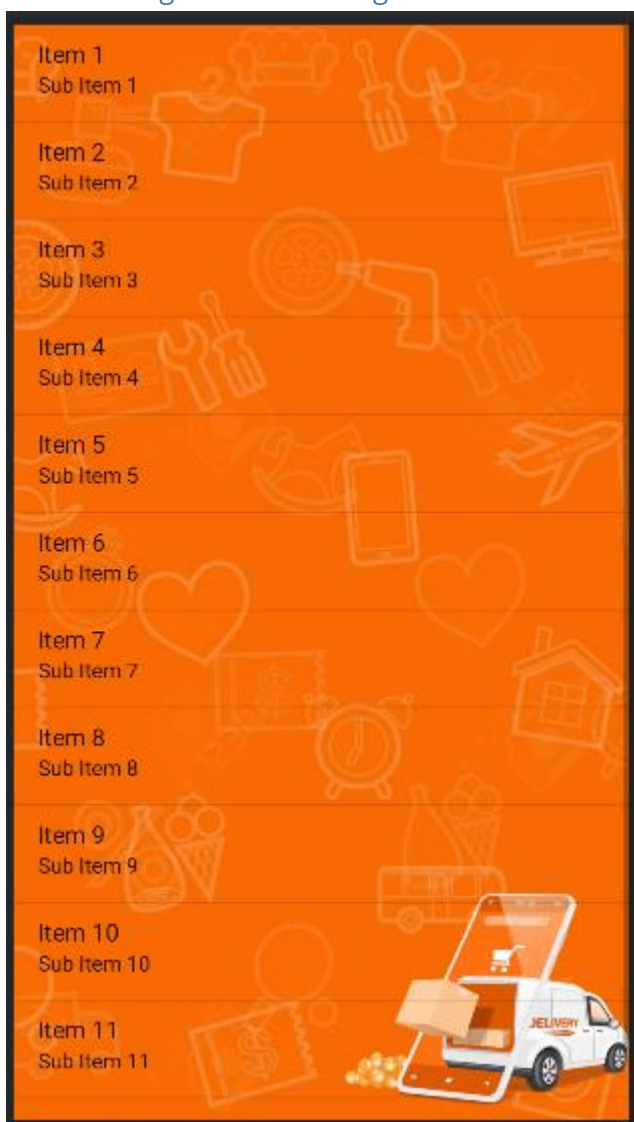 Item 1
Sub Item 1
Item 2
Sub Item 2
Item 3
Sub Item 3
Item 4
Sub Item 4
Item 5
Sub Item 5
Item 6
Sub Item 6
Item 7
Sub Item 7
Item 8
Sub Item 8
Item 9
Sub Item 9
Item 10
Sub Item 10
Item 11
Sub Item 11
JELIVERY